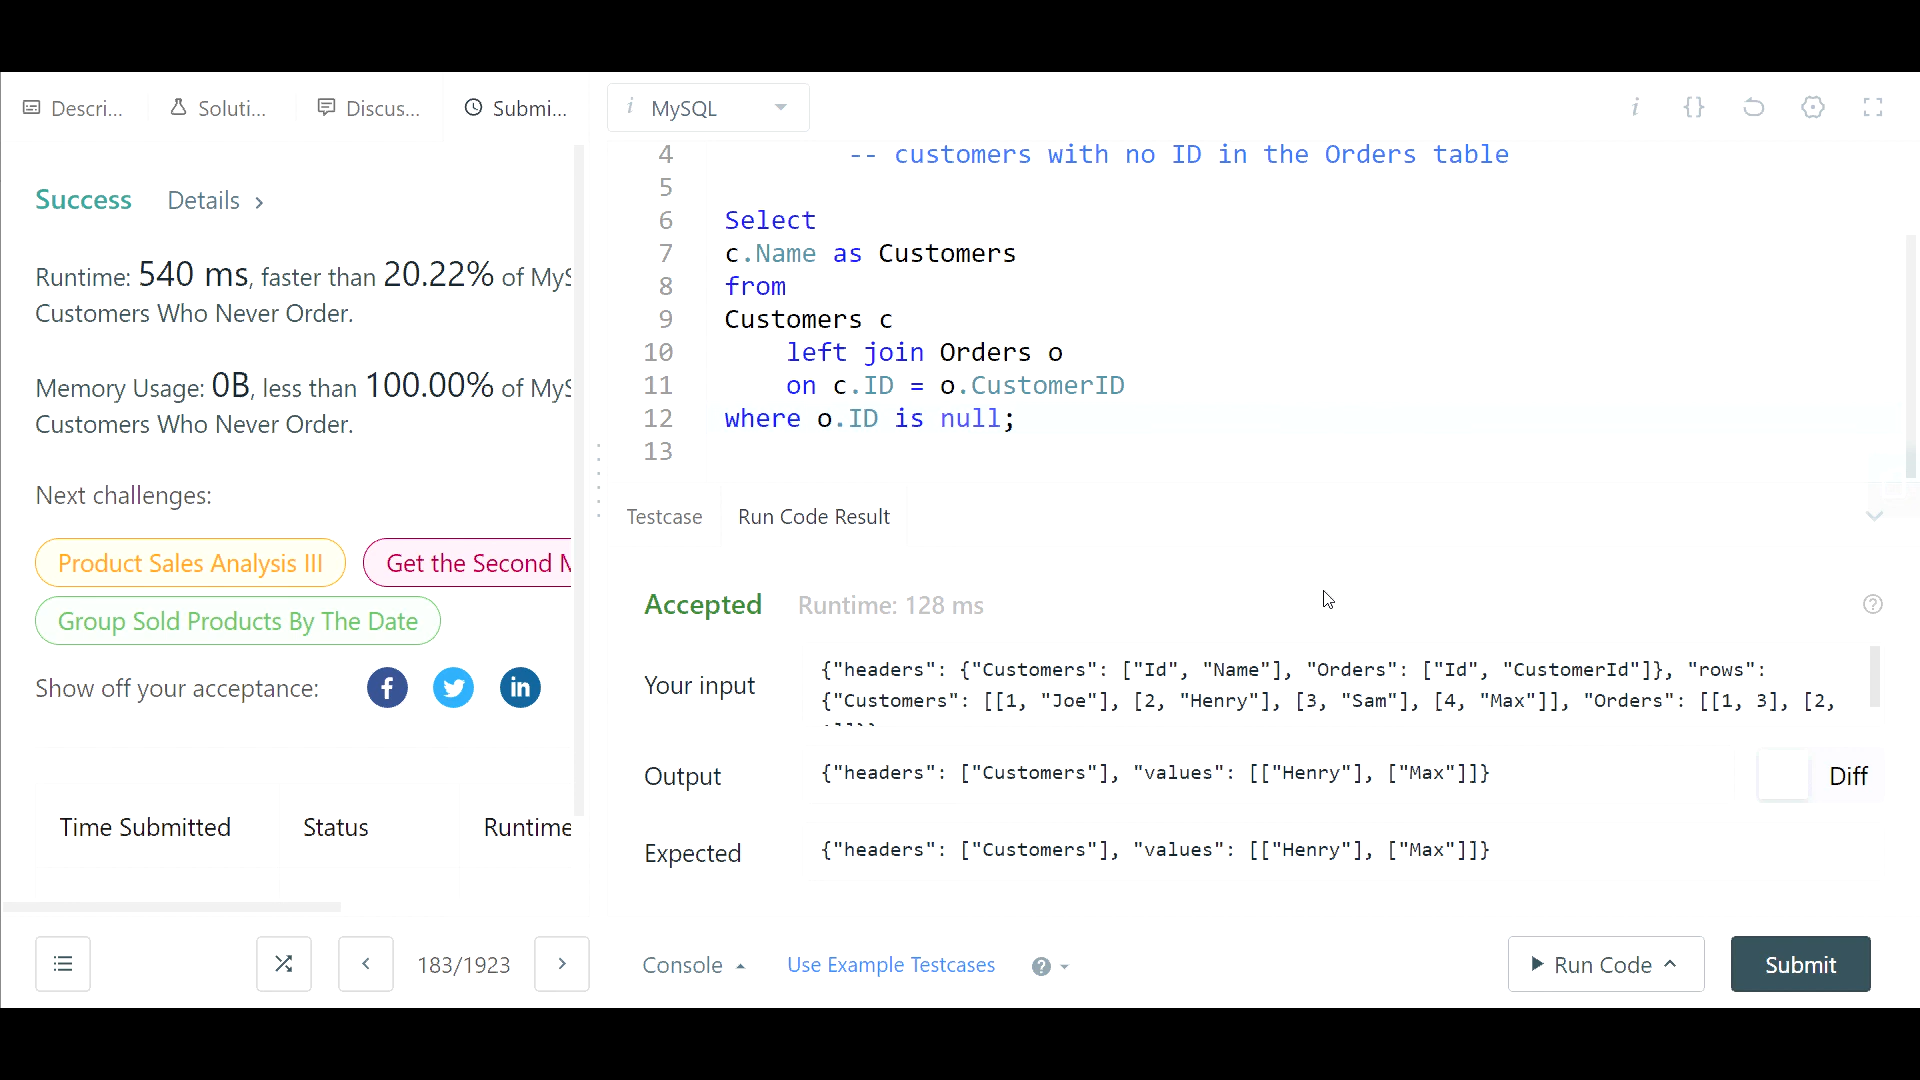 Descri...
Soluti...
Discus...
Submi...
i MySQL
i {}
Success Details >
Runtime: 540 ms, faster than 20.22% of
Customers Who Never Order.
Memory Usage: 0B, less than 100.00% of
Customers Who Never Order.
Next challenges:
Product Sales Analysis III
Get the Second
Group Sold Products By The Date
Show off your acceptance:
Time Submitted Status Runtime
183/1923
4 -- customers with no ID in the Orders table
5
6 Select
7 c.Name as Customers
8 from
9 Customers c
10 left join Orders o
11 on c.ID = o.CustomerID
12 where o.ID is null;
13
Testcase Run Code Result
Accepted Runtime: 128 ms
Your input
{"headers": {"Customers": ["Id", "Name"], "Orders": ["Id", "CustomerId"]}, "rows":
{"Customers": [[1, "Joe"], [2, "Henry"], [3, "Sam"], [4, "Max"]], "Orders": [[1, 3], [2,
Output {"headers": ["Customers"], "values": [["Henry"], ["Max"]]}
Diff
Expected {"headers": ["Customers"], "values": [["Henry"], ["Max"]]}
Console Use Example Testcases ?
Run Code
Submit